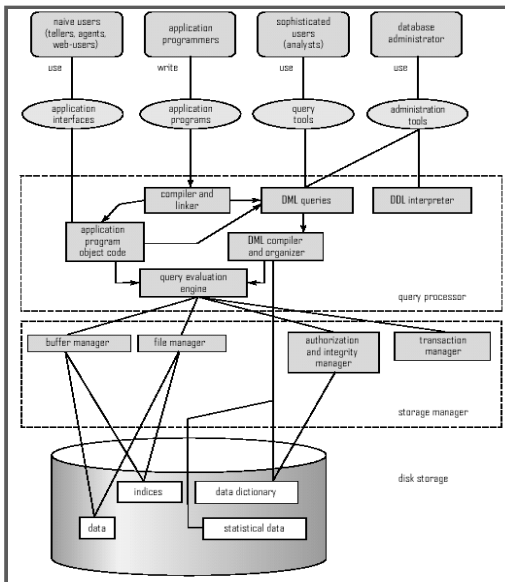 naive users
(tellers, agents,
web-users)
application
programmers
sophisticated
users
(analysts)
database
administrator
use
write
use
use
application
interfaces
application
programs
query
tools
administration
tools
compiler and
linker
DML queries
DDL interpreter
application
program
object code
DML compiler
and organizer
query evaluation
engine
query processor
buffer manager
file manager
authorization
and integrity
manager
transaction
manager
storage manager
disk storage
indices
data dictionary
data
statistical data